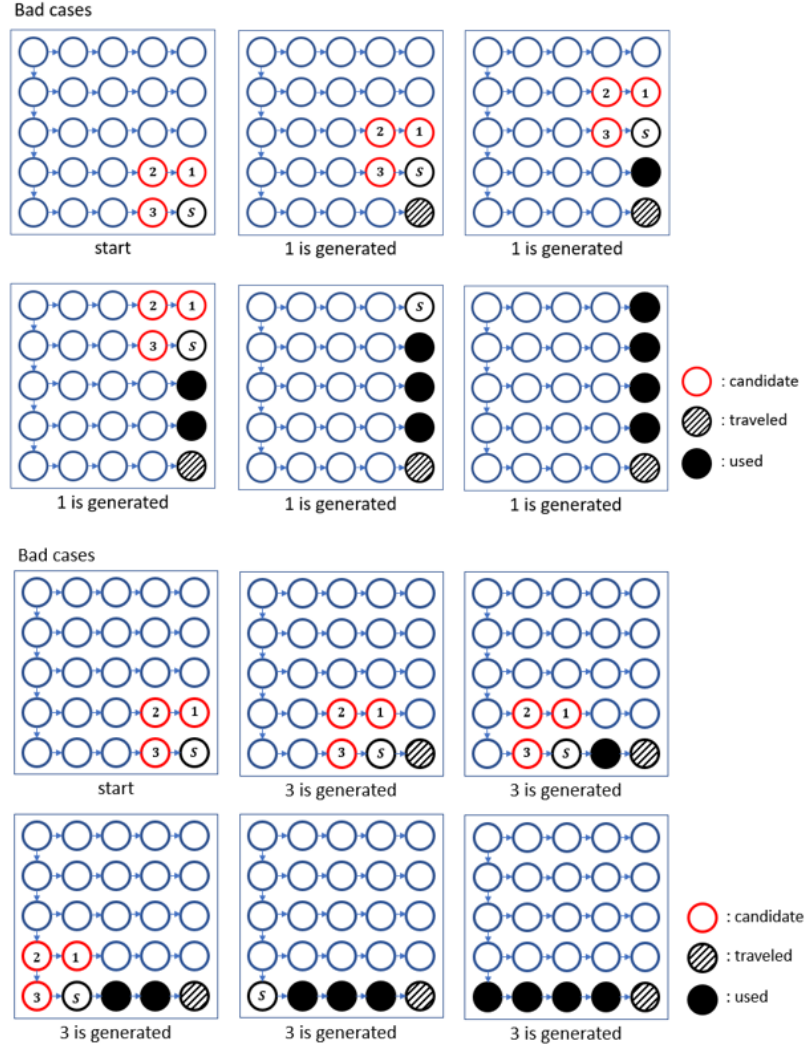 Bad cases
2 1
3 S
start
2 1
3 S
1 is generated
2 1
3 S
1 is generated
2 1
3 S
1 is generated
S
1 is generated
1 is generated
: candidate
: traveled
: used
Bad cases
2 1
3 S
start
2 1
3 S
3 is generated
2 1
3 S
3 is generated
2 1
3 S
3 is generated
S
3 is generated
3 is generated
: candidate
: traveled
: used